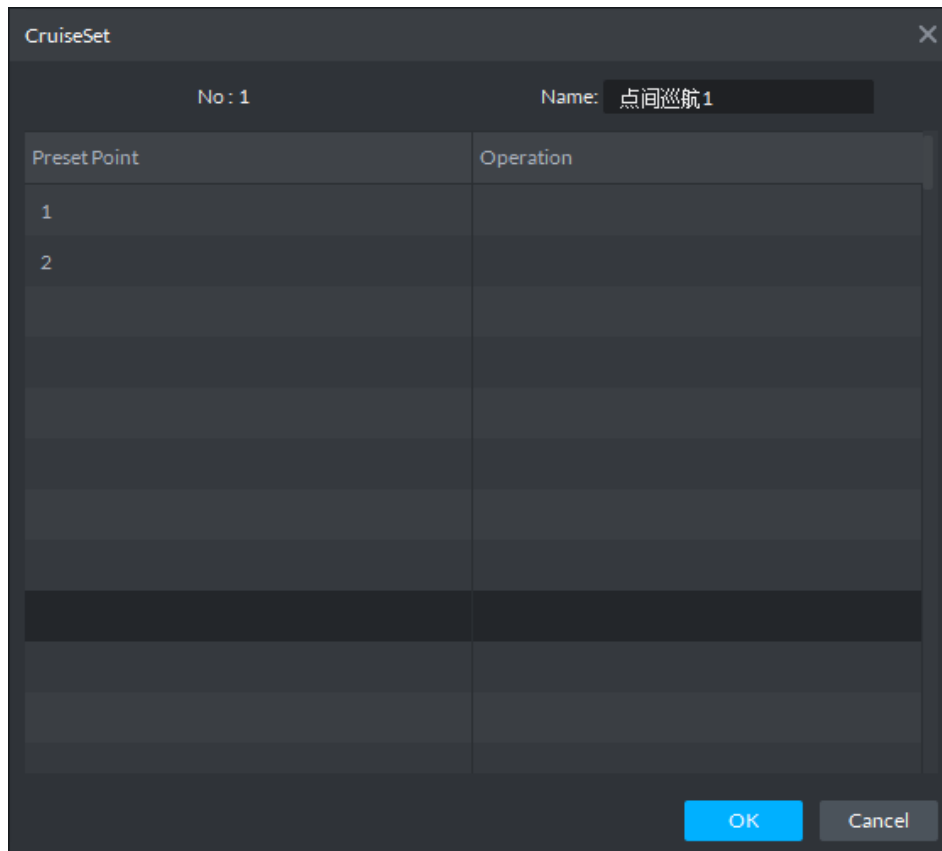 CruiseSet
No : 1 Name: 点间巡航1
Preset Point Operation
1
2
OK Cancel